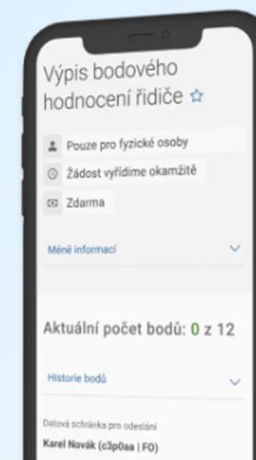 Výpis bodového
hodnocení řidiče
Pouze pro fyzické osoby
Žádost vyřídíme okamžitě
Zdarma
Méně informací
Aktuální počet bodů: 0 z 12
Historie bodů
Datová schránka pro odeslání
Karel Novák (c3p0aa | FO)